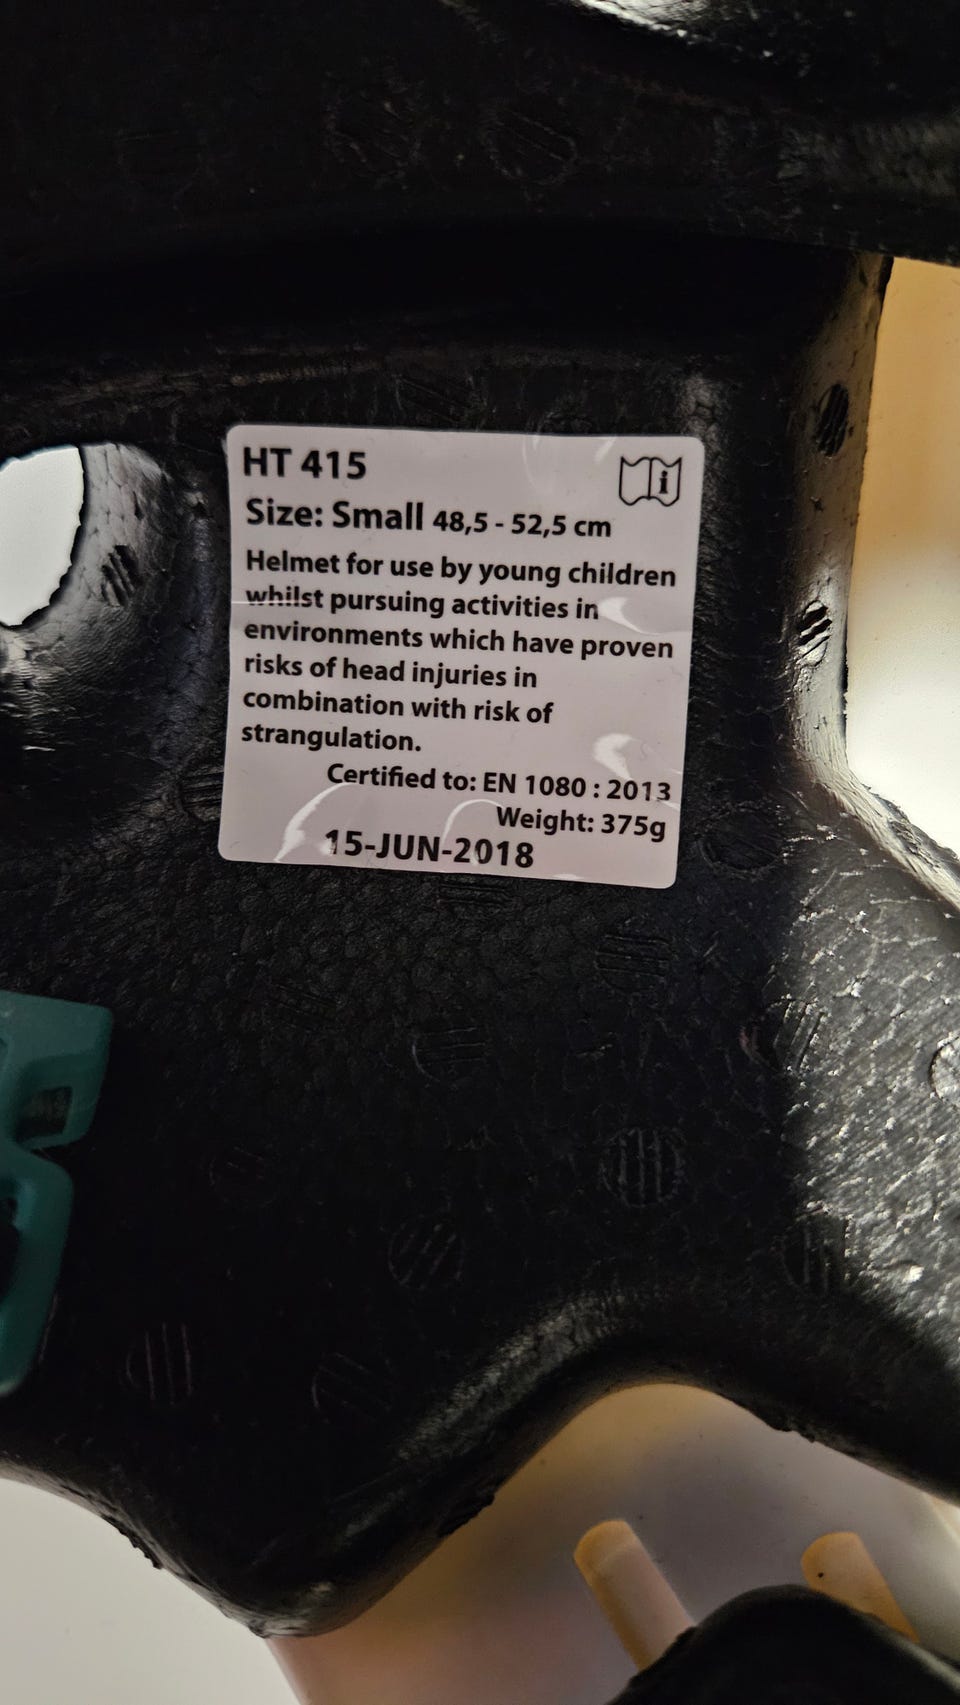 HT 415
Size: Small 48,5 - 52,5 cm
Helmet for use by young children
whilst pursuing activities in
environments which have proven
risks of head injuries in
combination with risk of
strangulation.
Certified to: EN 1080 : 2013
Weight: 375g
15-JUN-2018